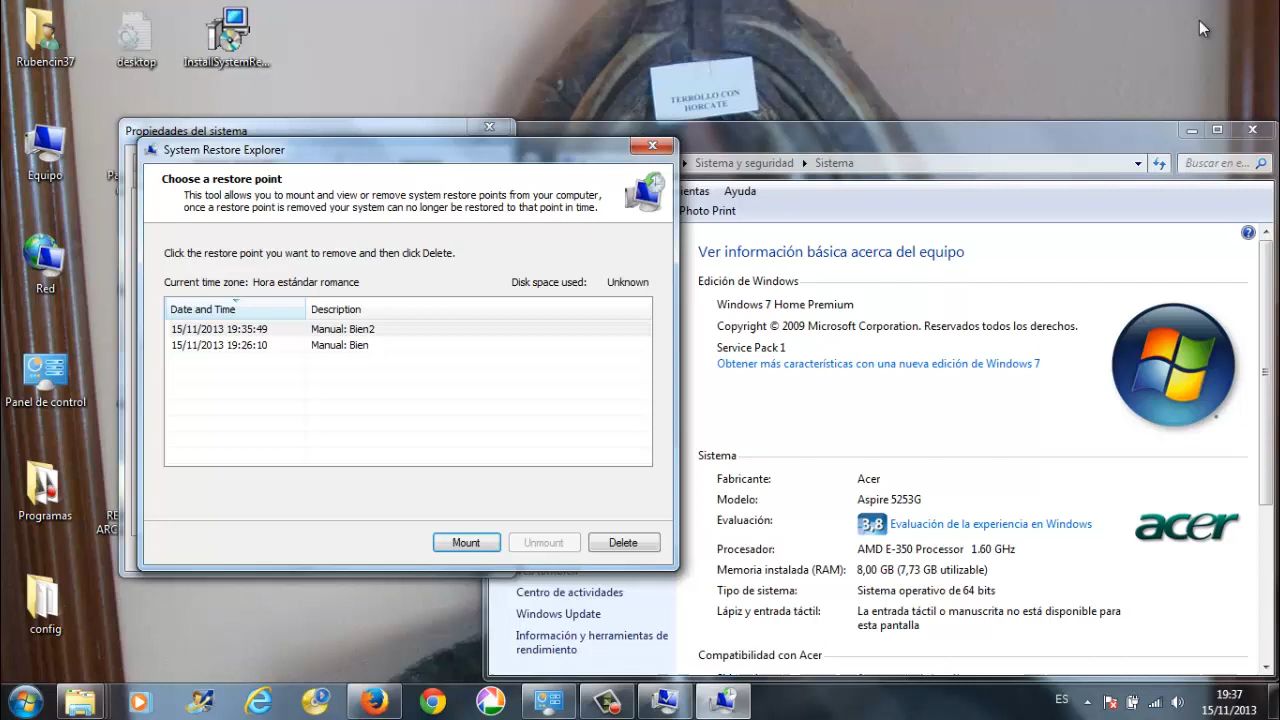 Rubencin37
desktop
InstallSystemRe...
Equipo
Red
Panel de control
Programas
config
TERROLLO CON
HORCATE
Propiedades del sistema
System Restore Explorer
Choose a restore point
This tool allows you to mount and view or remove system restore points from your computer,
once a restore point is removed your system can no longer be restored to that point in time.
Click the restore point you want to remove and then click Delete.
Current time zone: Hora estándar romance
Disk space used: Unknown
Date and Time Description
15/11/2013 19:35:49 Manual: Bien2
15/11/2013 19:26:10 Manual: Bien
Mount Unmount Delete
Sistema y seguridad Sistema
Buscar en e...
Ayuda
Photo Print
Ver información básica acerca del equipo
Edición de Windows
Windows 7 Home Premium
Copyright © 2009 Microsoft Corporation. Reservados todos los derechos.
Service Pack 1
Obtener más características con una nueva edición de Windows 7
Sistema
Fabricante: Acer
Modelo: Aspire 5253G
Evaluación: 3,8 Evaluación de la experiencia en Windows
Procesador: AMD E-350 Processor 1.60 GHz
Memoria instalada (RAM): 8,00 GB (7,73 GB utilizable)
Tipo de sistema: Sistema operativo de 64 bits
Lápiz y entrada táctil: La entrada táctil o manuscrita no está disponible para
esta pantalla
acer
Compatibilidad con Acer
Centro de actividades
Windows Update
Información y herramientas de
rendimiento
ES
19:37
15/11/2013